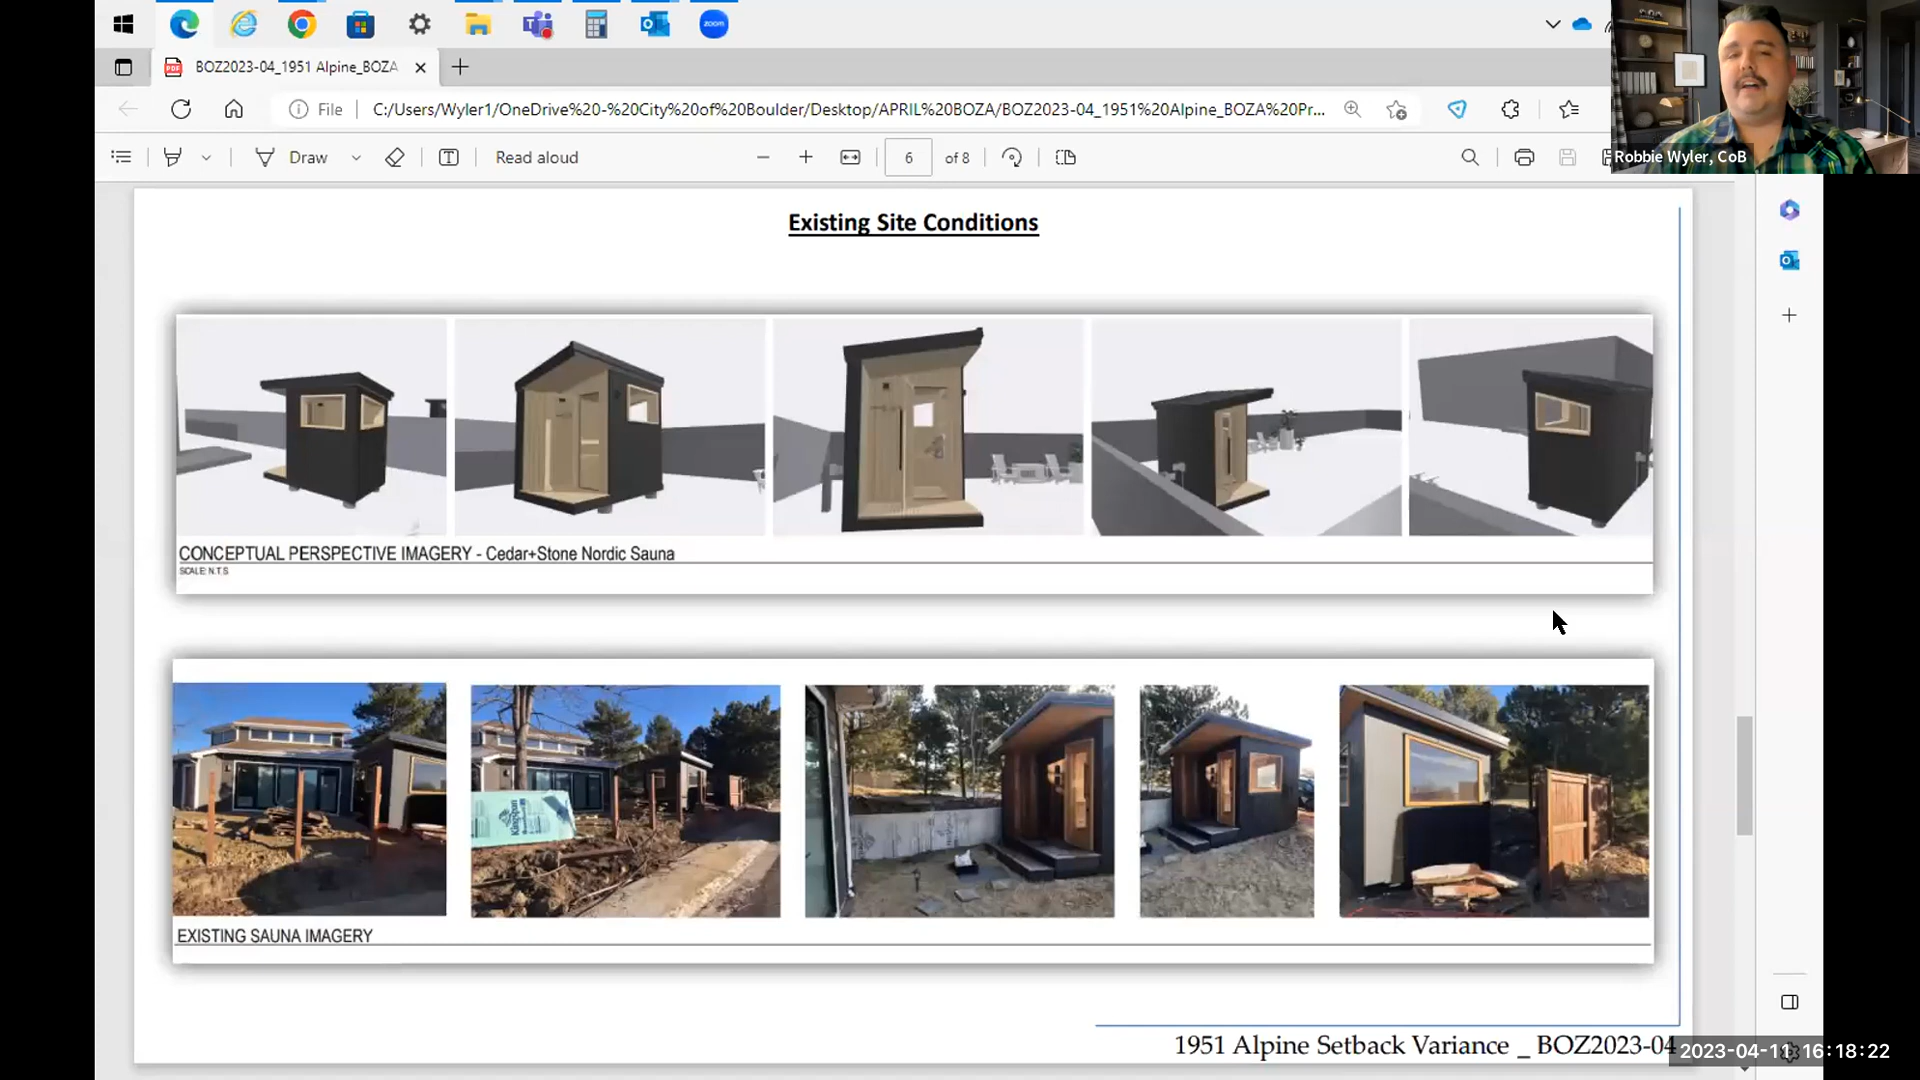 zoom
BOZ2023-04_1951 Alpine_BOZA
File
C:/Users/Wyler1/OneDrive%20-%20City%20of%20Boulder/Desktop/APRIL%20BOZA/BOZ2023-04_1951%20Alpine_BOZA%20Pr...
Draw
Read aloud
6 of 8
Robbie Wyler, CoB
Existing Site Conditions
CONCEPTUAL PERSPECTIVE IMAGERY - Cedar+Stone Nordic Sauna
SCALE: N.T.S
Kingspan
EXISTING SAUNA IMAGERY
1951 Alpine Setback Variance _ BOZ2023-04
2023-04-11 16:18:22